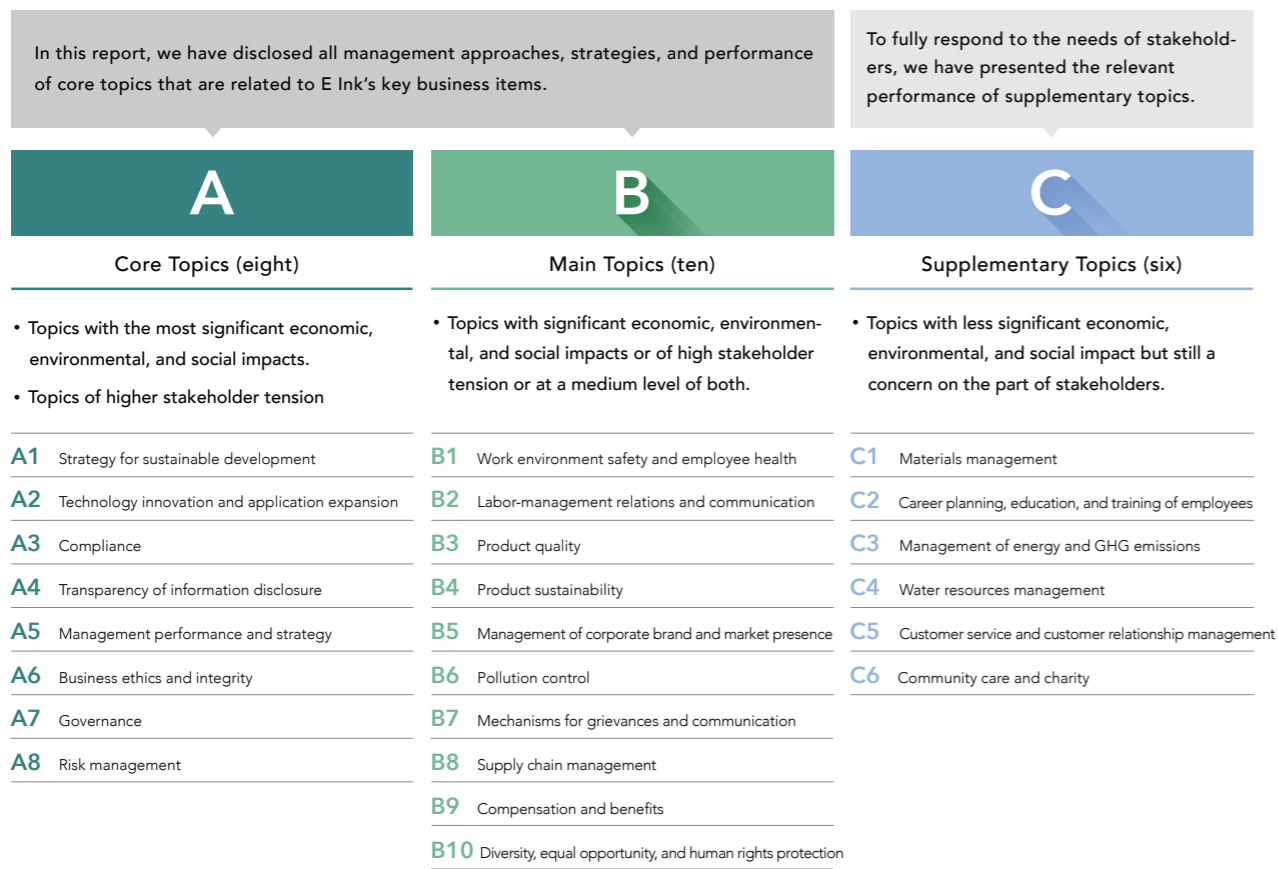 In this report, we have disclosed all management approaches, strategies, and performance
of core topics that are related to E Ink's key business items.
To fully respond to the needs of stakehold-
ers, we have presented the relevant
performance of supplementary topics.
A
Core Topics (eight)
• Topics with the most significant economic,
environmental, and social impacts.
• Topics of higher stakeholder tension
A1 Strategy for sustainable development
A2 Technology innovation and application expansion
A3 Compliance
A4 Transparency of information disclosure
A5 Management performance and strategy
A6 Business ethics and integrity
A7 Governance
A8 Risk management
B
Main Topics (ten)
• Topics with significant economic, environmen-
tal, and social impacts or of high stakeholder
tension or at a medium level of both.
B1 Work environment safety and employee health
B2 Labor-management relations and communication
B3 Product quality
B4 Product sustainability
B5 Management of corporate brand and market presence
B6 Pollution control
B7 Mechanisms for grievances and communication
B8 Supply chain management
B9 Compensation and benefits
B10 Diversity, equal opportunity, and human rights protection
C
Supplementary Topics (six)
• Topics with less significant economic,
environmental, and social impact but still a
concern on the part of stakeholders.
C1 Materials management
C2 Career planning, education, and training of employees
C3 Management of energy and GHG emissions
C4 Water resources management
C5 Customer service and customer relationship management
C6 Community care and charity